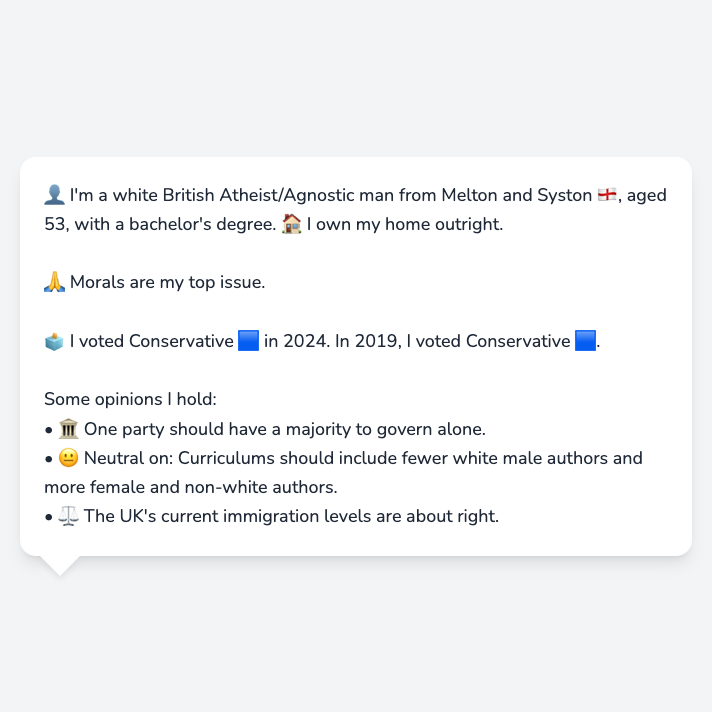 👤 I'm a white British Atheist/Agnostic man from Melton and Syston 🏴󠁧󠁢󠁥󠁮󠁧󠁿, aged
53, with a bachelor's degree. 🏠 I own my home outright.
🙏 Morals are my top issue.
🗳️ I voted Conservative 🟦 in 2024. In 2019, I voted Conservative 🟦.
Some opinions I hold:
• 🏛️ One party should have a majority to govern alone.
• 😐 Neutral on: Curriculums should include fewer white male authors and
more female and non-white authors.
• ⚖️ The UK's current immigration levels are about right.